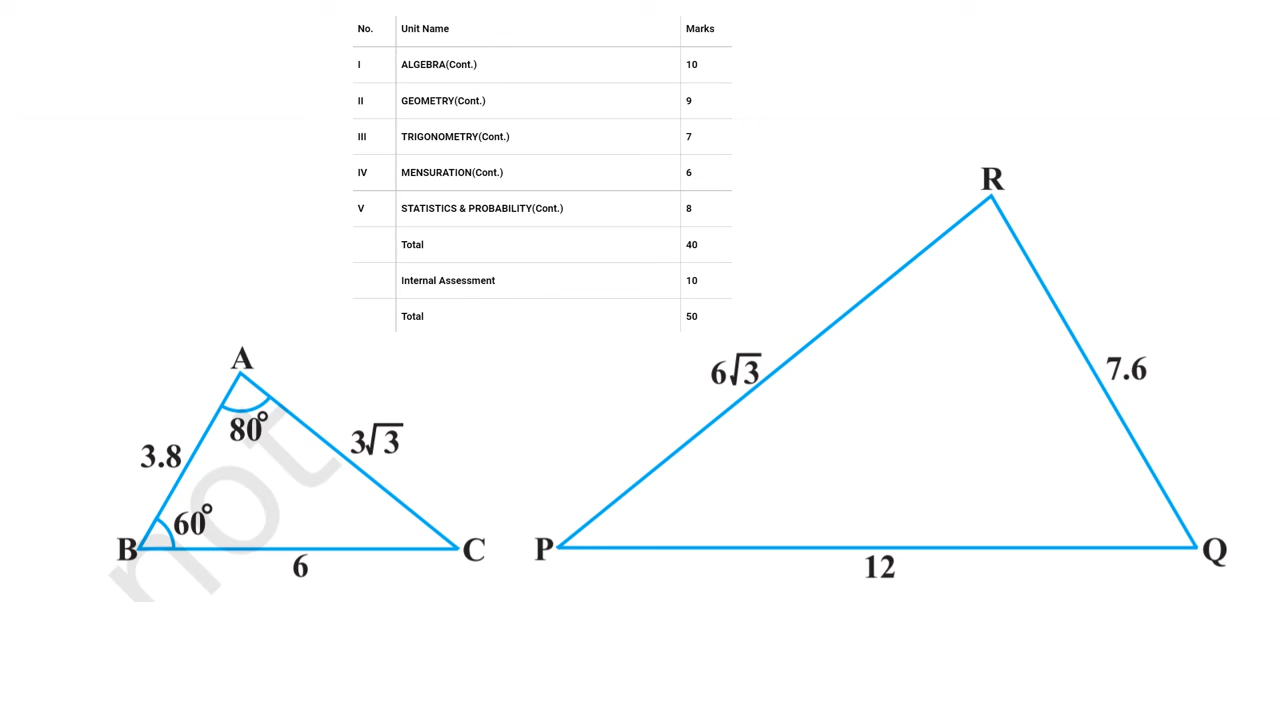 No. Unit Name Marks
I ALGEBRA(Cont.) 10
II GEOMETRY(Cont.) 9
III TRIGONOMETRY(Cont.) 7
IV MENSURATION(Cont.) 6
V STATISTICS & PROBABILITY(Cont.) 8
Total 40
Internal Assessment 10
Total 50
A
80°
3.8
3√3
60°
B
6
C
not
R
6√3
7.6
P
12
Q